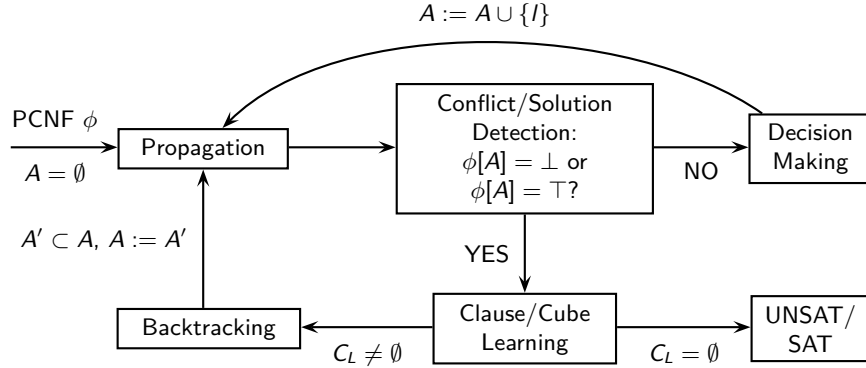 A := A ∪ {l}
PCNF ϕ
A = ∅
Propagation
Conflict/Solution
Detection:
ϕ[A] = ⊥ or
ϕ[A] = ⊤?
NO
Decision
Making
A′ ⊂ A, A := A′
YES
Backtracking
C_L ≠ ∅
Clause/Cube
Learning
C_L = ∅
UNSAT/
SAT